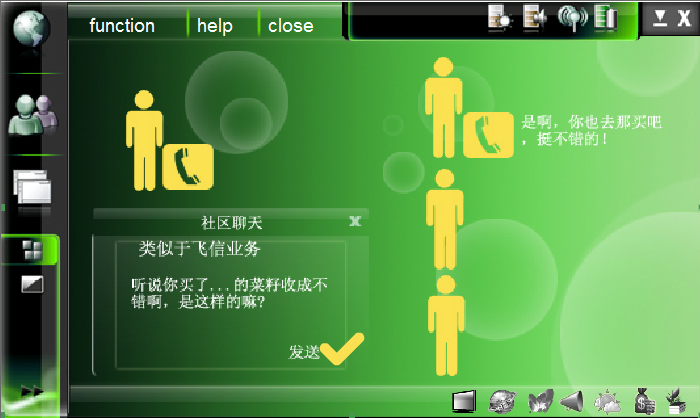 function
help
close
是啊，你也去那买吧
，挺不错的！
社区聊天
x
类似于飞信业务
听说你买了...的菜籽收成不
错啊，是这样的嘛？
发送